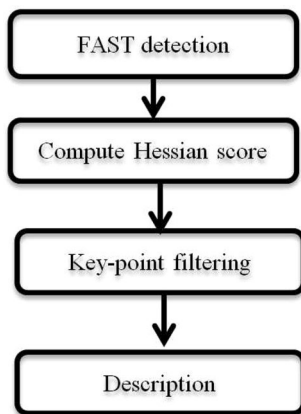 FAST detection
Compute Hessian score
Key-point filtering
Description